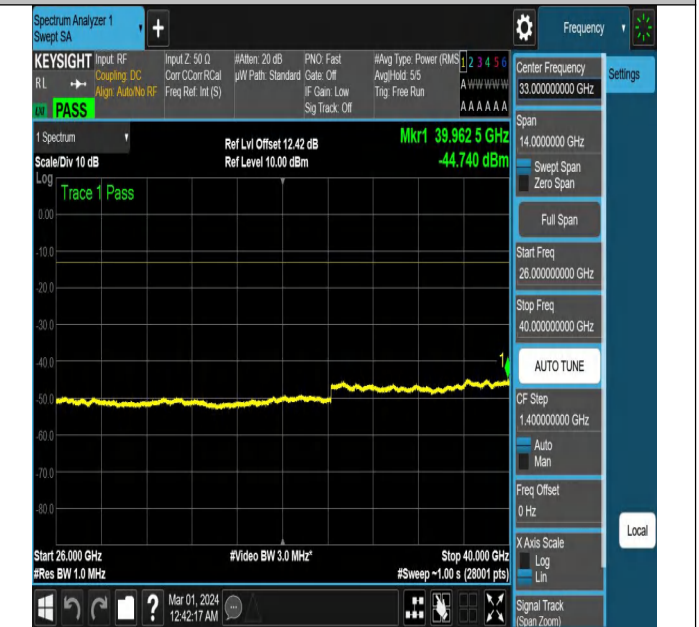 Spectrum Analyzer 1
Swept SA
+
Frequency
KEYSIGHT
RL
PASS
Input: RF
Coupling: DC
Align: Auto/No RF
Input Z: 50 Ω
Corr CCorr RCal
Freq Ref: Int (S)
#Atten: 20 dB
µW Path: Standard
PNO: Fast
Gate: Off
IF Gain: Low
Sig Track: Off
#Avg Type: Power (RMS
Avg|Hold: 5/5
Trig: Free Run
1 2 3 4 5 6
A W W W W W
A A A A A A
1 Spectrum
Scale/Div 10 dB
Log
Ref Lvl Offset 12.42 dB
Ref Level 10.00 dBm
Mkr1 39.962 5 GHz
-44.740 dBm
Trace 1 Pass
0.00
-10.0
-20.0
-30.0
-40.0
-50.0
-60.0
-70.0
-80.0
1
Start 26.000 GHz
#Res BW 1.0 MHz
#Video BW 3.0 MHz*
Stop 40.000 GHz
#Sweep ~1.00 s (28001 pts)
?
Mar 01, 2024
12:42:17 AM
Center Frequency
33.000000000 GHz
Span
14.0000000 GHz
Swept Span
Zero Span
Full Span
Start Freq
26.000000000 GHz
Stop Freq
40.000000000 GHz
AUTO TUNE
CF Step
1.400000000 GHz
Auto
Man
Freq Offset
0 Hz
X Axis Scale
Log
Lin
Signal Track
(Span Zoom)
Settings
Local